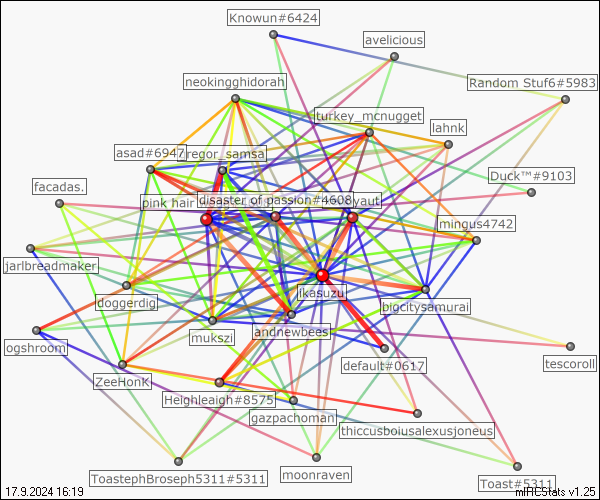 Knowun#6424
avelicious
neokingghidorah
Random Stuf6#5983
turkey_mcnugget
lahnk
asad#6947
regor_samsa
Duck™#9103
facadas.
pink hair
disaster of passion#4608
yaut
mingus4742
jarlbreadmaker
doggerdig
ikasuzu
bigcitysamurai
mukszi
andnewbees
ogshroom
default#0617
tescoroll
ZeeHonK
Heighleaigh#8575
gazpachoman
thiccusboiusalexusjoneus
ToastephBroseph5311#5311
moonraven
Toast#5311
17.9.2024 16:19
mIRCStats v1.25